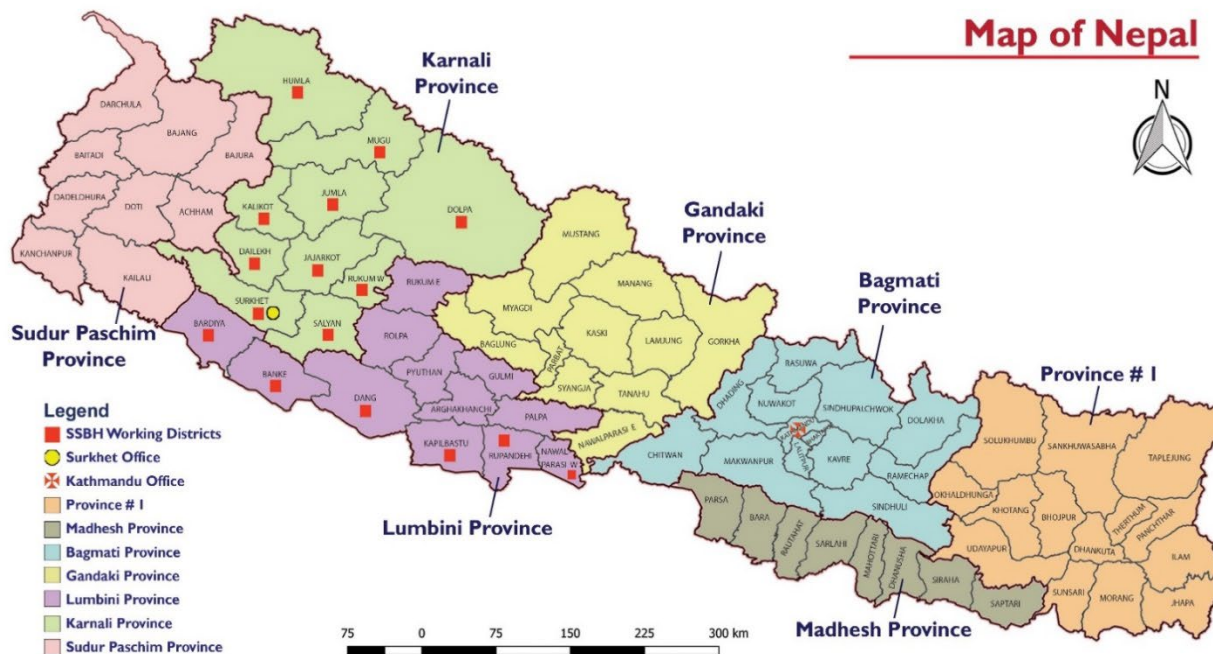 Map of Nepal
N
Karnali
Province
Gandaki
Province
Bagmati
Province
Province # 1
Sudur Paschim
Province
Lumbini Province
Madhesh Province
HUMLA
DARCHULA
BAJANG
MUGU
BAITADI
BAJURA
JUMLA
DADELDHURA
DOTI
ACHHAM
KALIKOT
DOLPA
KANCHANPUR
KAILALI
DAILEKH
JAJARKOT
RUKUM W
SURKHET
SALYAN
RUKUM E
BARDIYA
BANKE
ROLPA
DANG
PYUTHAN
GULMI
ARGHAKHANCHI
PALPA
KAPILBASTU
RUPANDEHI
NAWAL
PARASI W
MUSTANG
MANANG
MYAGDI
KASKI
LAMJUNG
GORKHA
BAGLUNG
PARBAT
SYANGJA
TANAHU
NAWALPARASI E
RASUWA
DHADING
NUWAKOT
SINDHUPALCHWOK
DOLAKHA
CHITWAN
MAKWANPUR
KAVRE
RAMECHAP
SINDHULI
PARSA
BARA
RAUTAHAT
SARLAHI
MAHOTTARI
DHANUSHA
SIRAHA
SAPTARI
SOLUKHUMBU
SANKHUWASABHA
TAPLEJUNG
OKHALDHUNGA
KHOTANG
BHOJPUR
THERTHUM
PANCHTHAR
UDAYAPUR
DHANKUTA
ILAM
SUNSARI
MORANG
JHAPA
Legend
SSBH Working Districts
Surkhet Office
Kathmandu Office
Province # 1
Madhesh Province
Bagmati Province
Gandaki Province
Lumbini Province
Karnali Province
Sudur Paschim Province
75 0 75 150 225 300 km